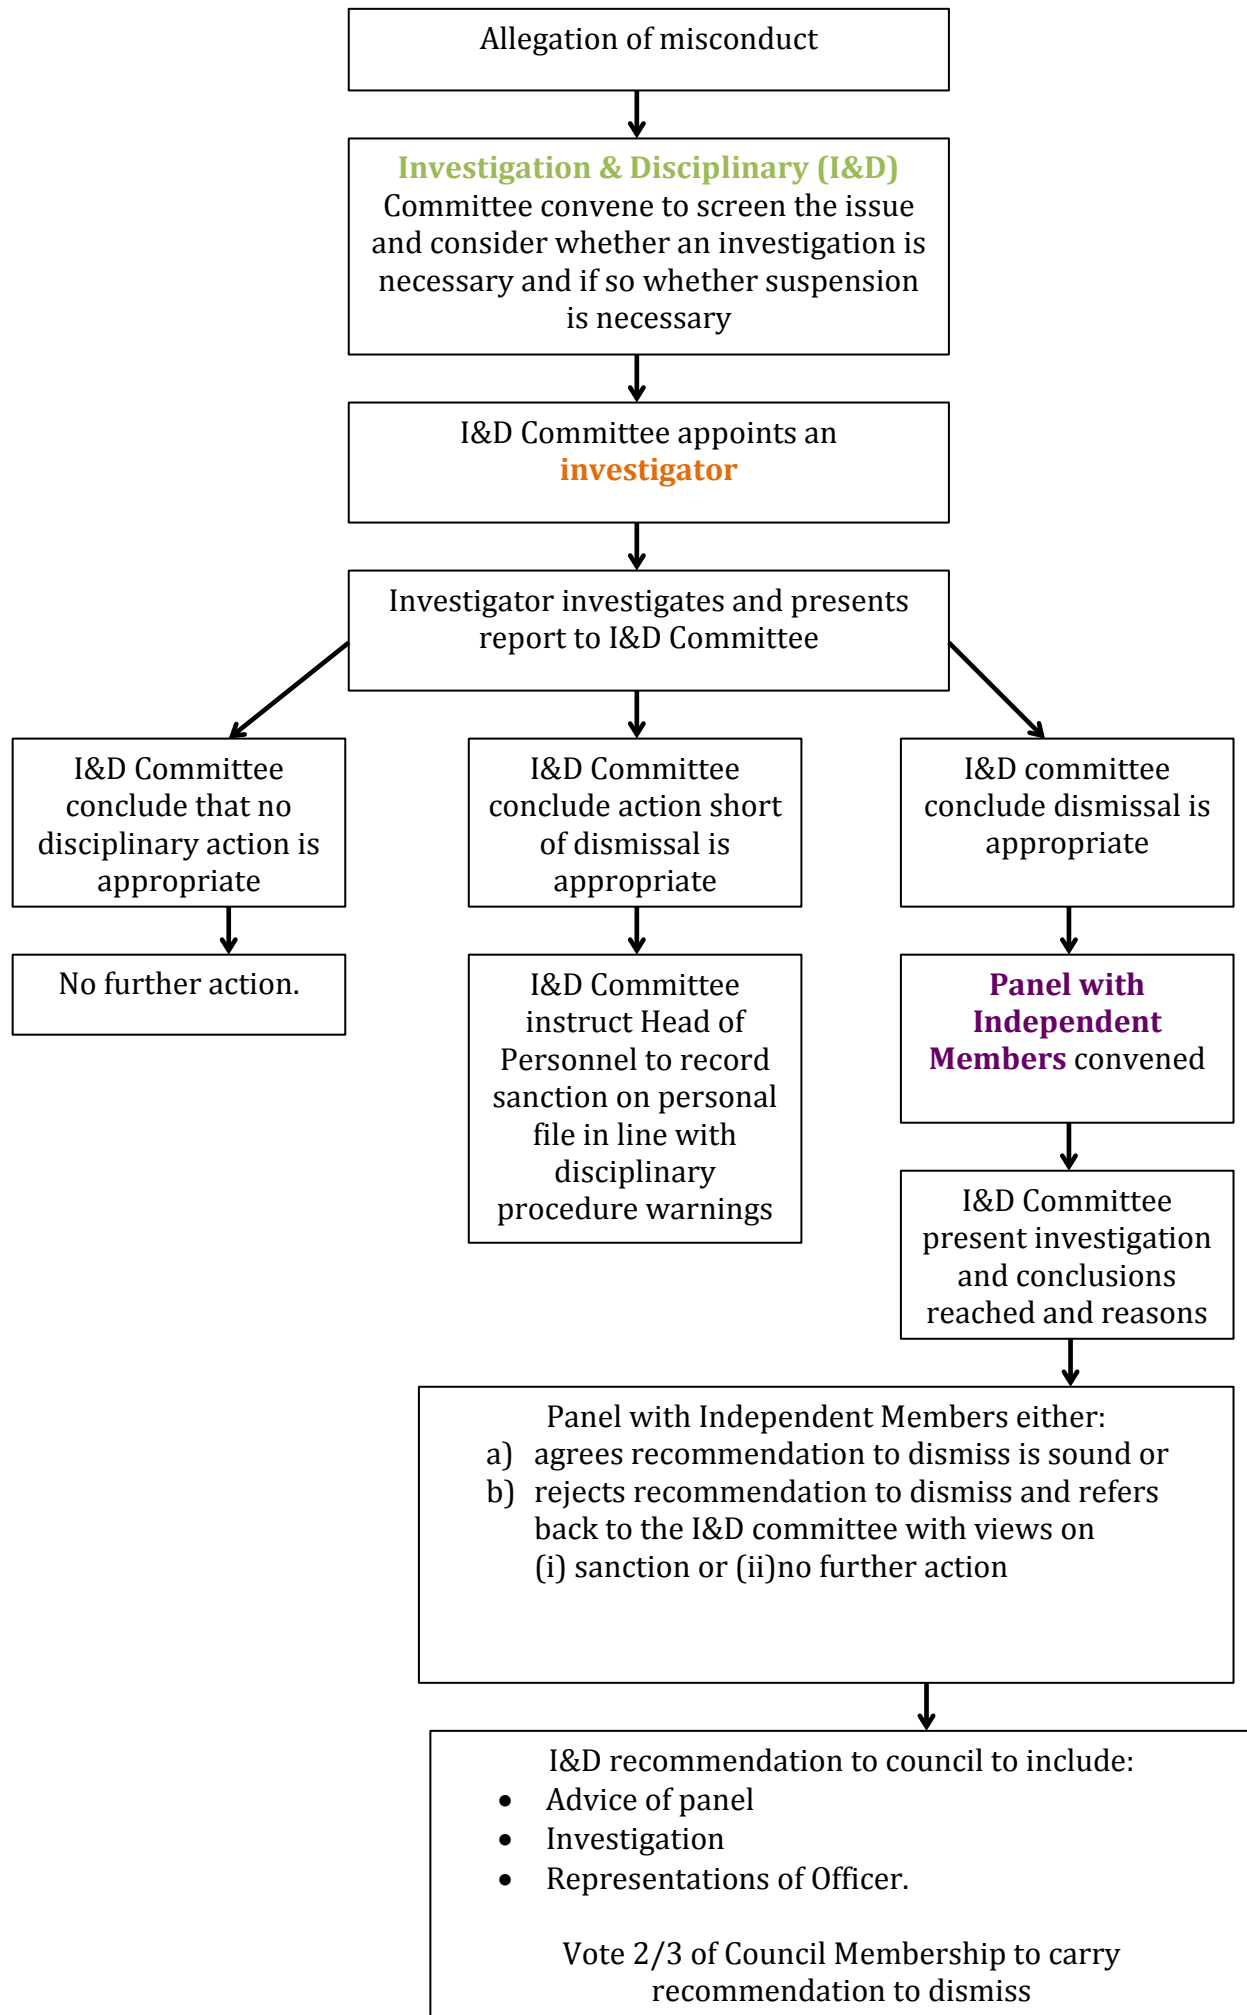 Allegation of misconduct
Investigation & Disciplinary (I&D)
Committee convene to screen the issue
and consider whether an investigation is
necessary and if so whether suspension
is necessary
I&D Committee appoints an
investigator
Investigator investigates and presents
report to I&D Committee
I&D Committee
conclude that no
disciplinary action is
appropriate
No further action.
I&D Committee
conclude action short
of dismissal is
appropriate
I&D Committee
instruct Head of
Personnel to record
sanction on personal
file in line with
disciplinary
procedure warnings
I&D committee
conclude dismissal is
appropriate
Panel with
Independent
Members convened
I&D Committee
present investigation
and conclusions
reached and reasons
Panel with Independent Members either:
a) agrees recommendation to dismiss is sound or
b) rejects recommendation to dismiss and refers
back to the I&D committee with views on
(i) sanction or (ii)no further action
I&D recommendation to council to include:
• Advice of panel
• Investigation
• Representations of Officer.
Vote 2/3 of Council Membership to carry
recommendation to dismiss